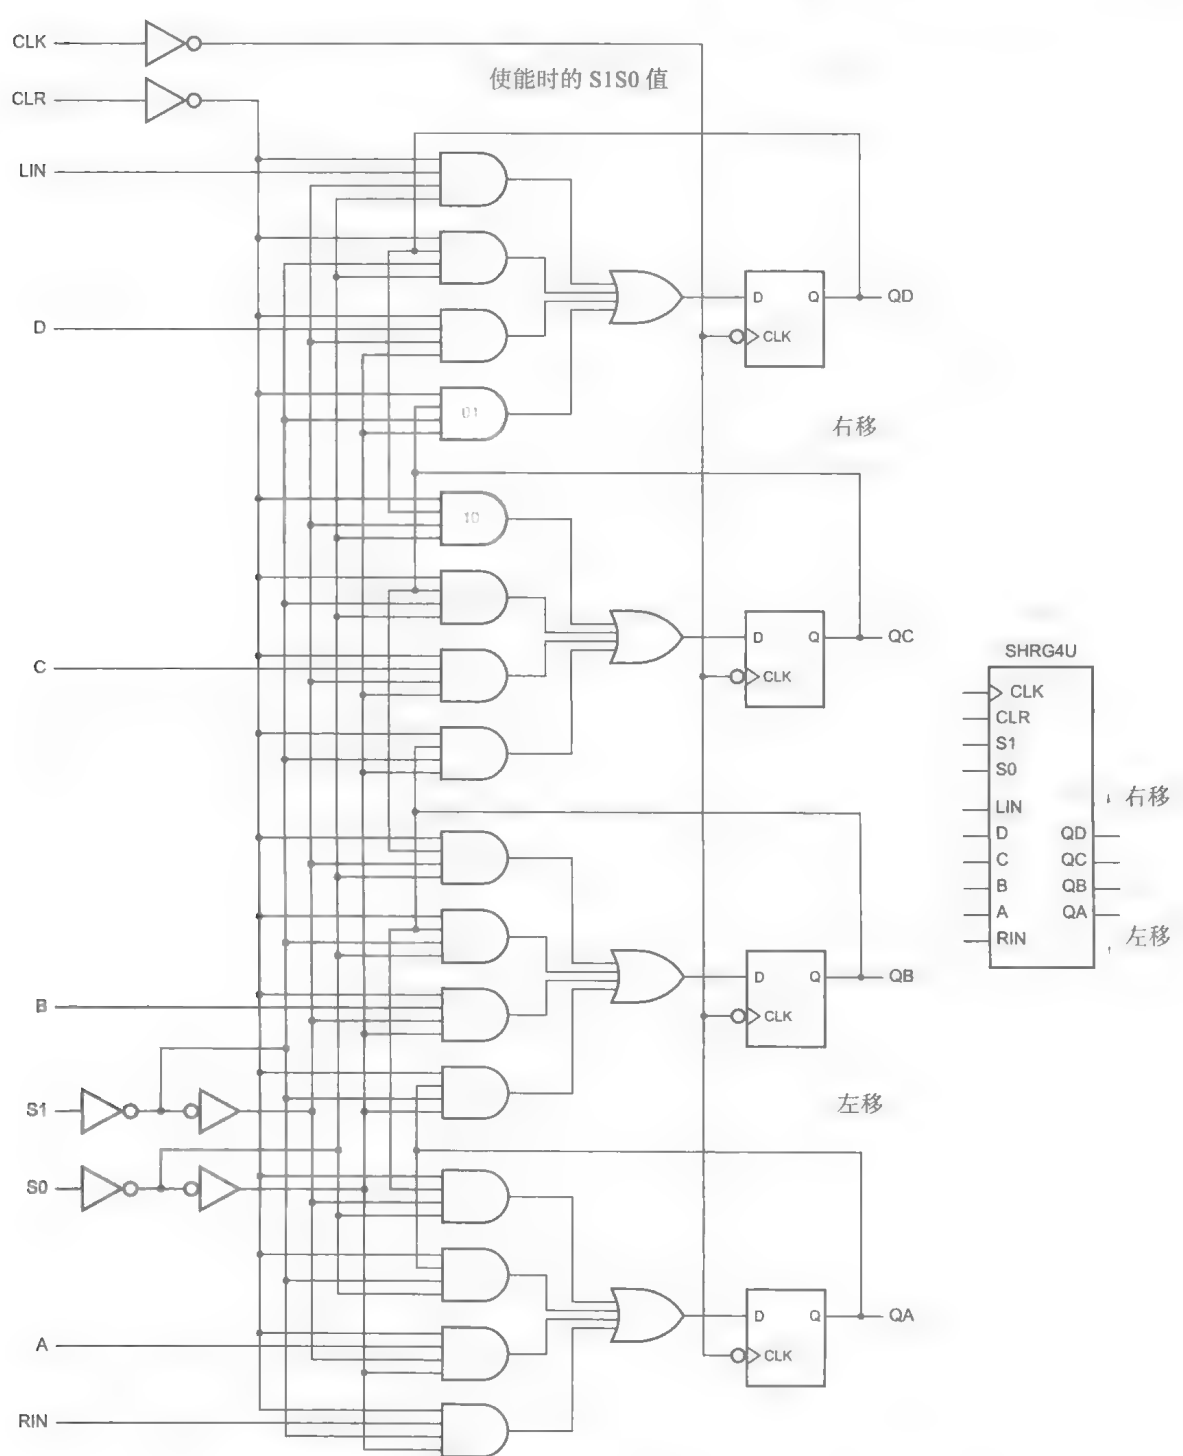 CLK
使能时的 S1S0 值
CLR
LIN
D Q QD
CLK
D
01
右移
10
D Q QC
CLK
C
SHRG4U
CLK
CLR
S1
S0
LIN
右移
D QD
C QC
B QB
A QA
RIN
左移
D Q QB
CLK
B
S1
左移
S0
D Q QA
CLK
A
RIN